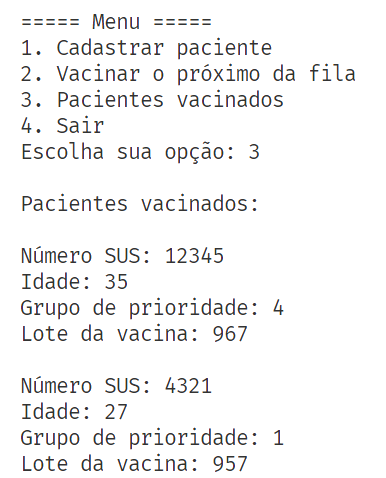 ===== Menu =====
1. Cadastrar paciente
2. Vacinar o próximo da fila
3. Pacientes vacinados
4. Sair
Escolha sua opção: 3
Pacientes vacinados:
Número SUS: 12345
Idade: 35
Grupo de prioridade: 4
Lote da vacina: 967
Número SUS: 4321
Idade: 27
Grupo de prioridade: 1
Lote da vacina: 957